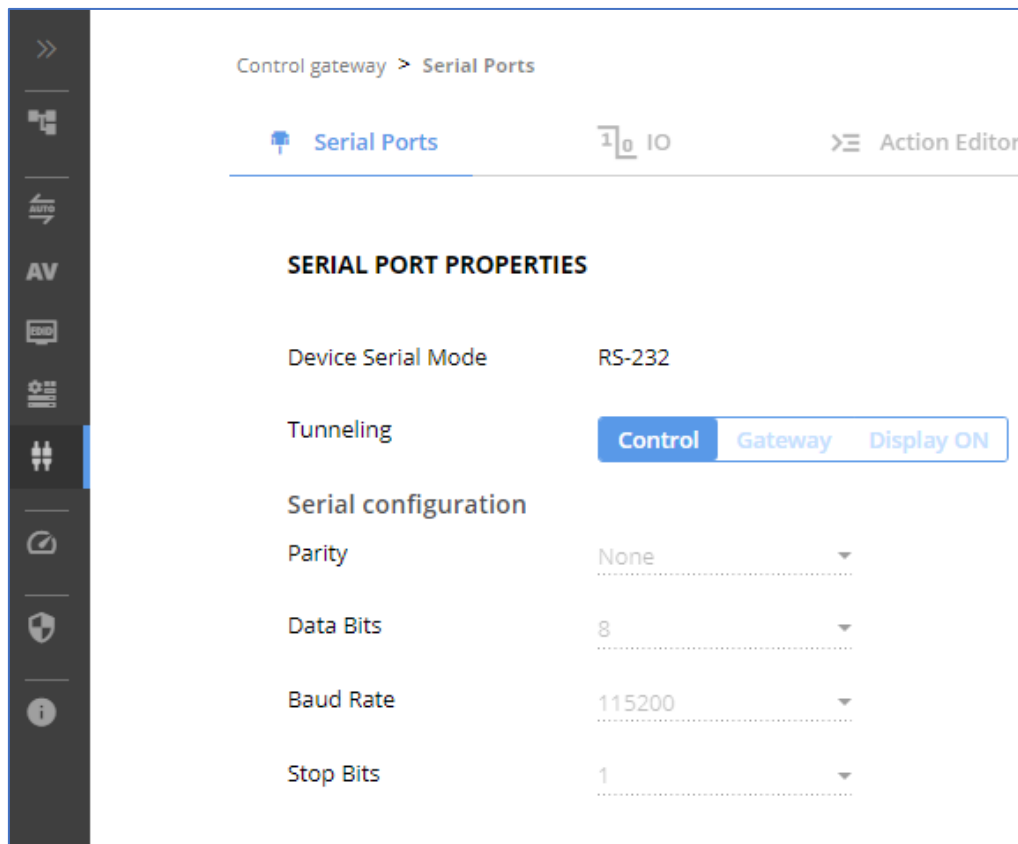 Control gateway > Serial Ports
Serial Ports
1 0 IO
Action Editor
AUTO
AV
EDID
SERIAL PORT PROPERTIES
Device Serial Mode RS-232
Tunneling Control Gateway Display ON
Serial configuration
Parity None
Data Bits 8
Baud Rate 115200
Stop Bits 1